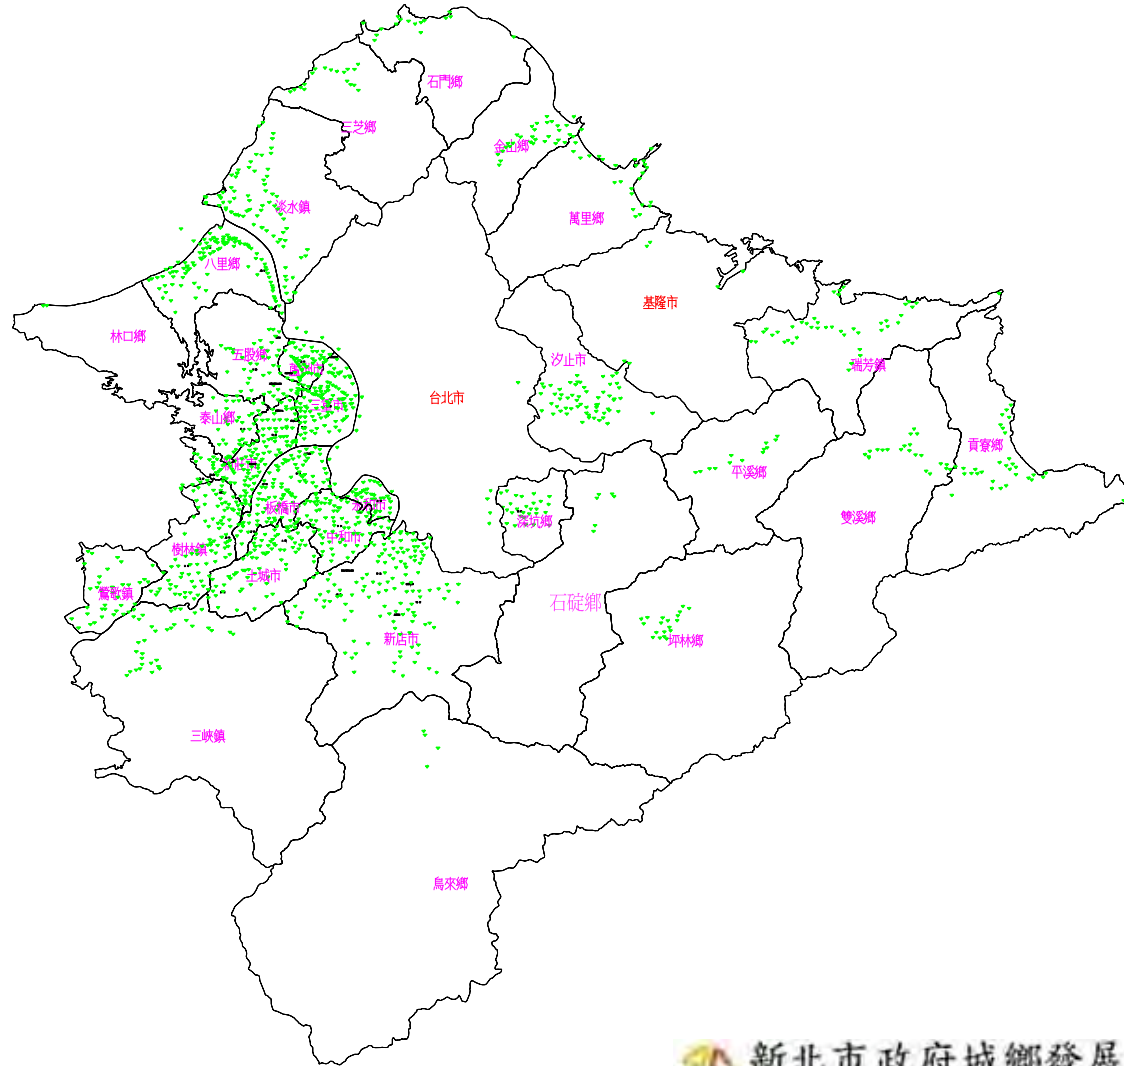 石門鄉
三芝鄉
金山鄉
淡水鎮
萬里鄉
八里鄉
基隆市
林口鄉
五股鄉
汐止市
瑞芳鎮
蘆洲市
台北市
三重市
泰山鄉
貢寮鄉
新莊市
平溪鄉
板橋市
永和市
雙溪鄉
深坑鄉
中和市
樹林鎮
土城市
鶯歌鎮
石碇鄉
新店市
坪林鄉
三峽鎮
烏來鄉
新北市政府城鄉發展